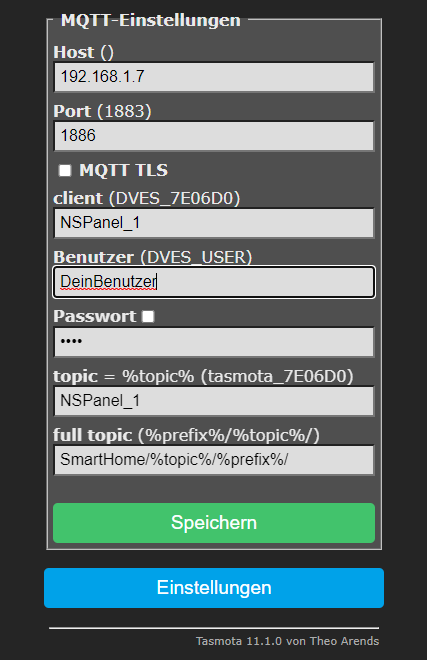 MQTT-Einstellungen
Host ()
192.168.1.7
Port (1883)
1886
MQTT TLS
client (DVES_7E06D0)
NSPanel_1
Benutzer (DVES_USER)
DeinBenutzer
Passwort
••••
topic = %topic% (tasmota_7E06D0)
NSPanel_1
full topic (%prefix%/%topic%/)
SmartHome/%topic%/%prefix%/
Speichern
Einstellungen
Tasmota 11.1.0 von Theo Arends